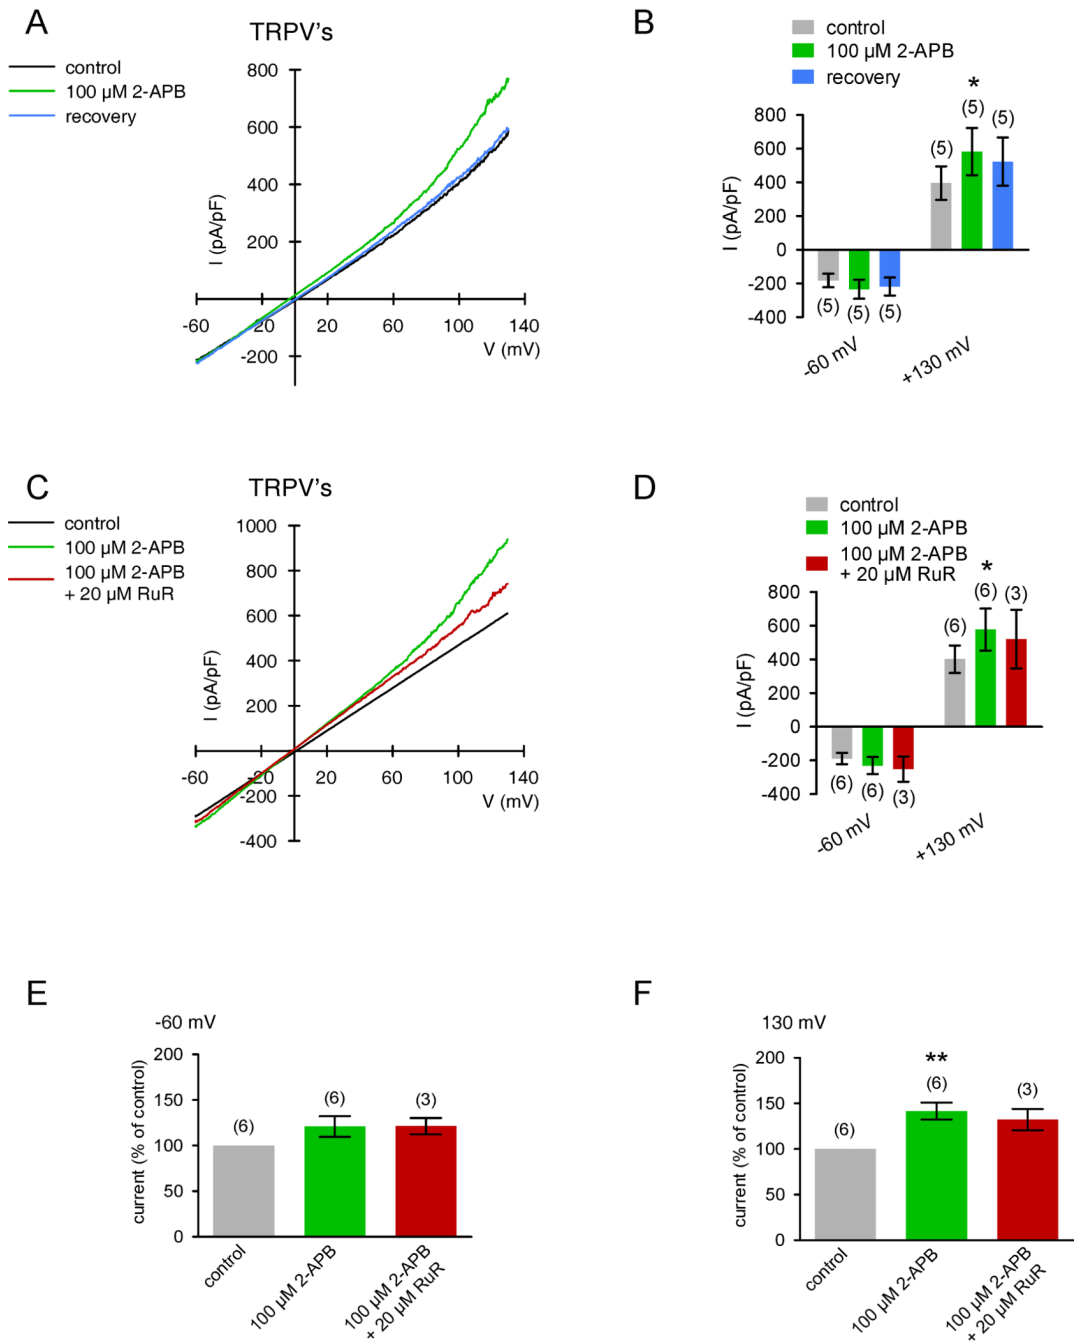 A
TRPV's
control
100 µM 2-APB
recovery
800
600
400
200
-200
I (pA/pF)
-60
-20
20
60
100
140
V (mV)
B
control
100 µM 2-APB
recovery
*
(5)
(5)
(5)
800
600
400
200
0
-200
-400
I (pA/pF)
(5)
(5)
(5)
-60 mV
+130 mV
C
TRPV's
control
100 µM 2-APB
100 µM 2-APB
+ 20 µM RuR
1000
800
600
400
200
-200
-400
I (pA/pF)
-60
-20
20
60
100
140
V (mV)
D
control
100 µM 2-APB
100 µM 2-APB
+ 20 µM RuR
*
(6)
(6)
(3)
800
600
400
200
0
-200
-400
I (pA/pF)
(6)
(6)
(3)
-60 mV
+130 mV
E
-60 mV
200
150
100
50
0
current (% of control)
(6)
(6)
(3)
control
100 µM 2-APB
100 µM 2-APB
+ 20 µM RuR
F
130 mV
200
150
100
50
0
current (% of control)
**
(6)
(6)
(3)
control
100 µM 2-APB
100 µM 2-APB
+ 20 µM RuR